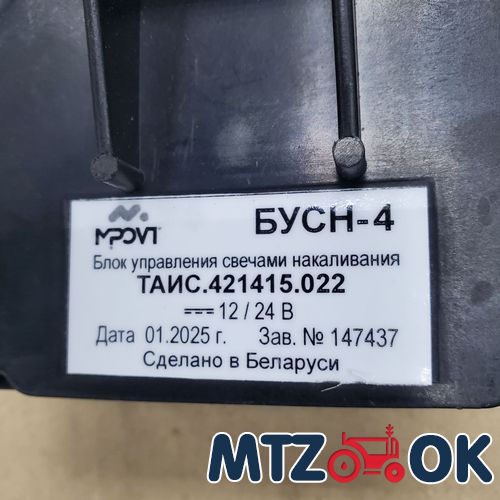 MPOVT
БУСН-4
Блок управления свечами накаливания
ТАИС.421415.022
12 / 24 В
Дата 01.2025 г. Зав. № 147437
Сделано в Беларуси
MTZ OK